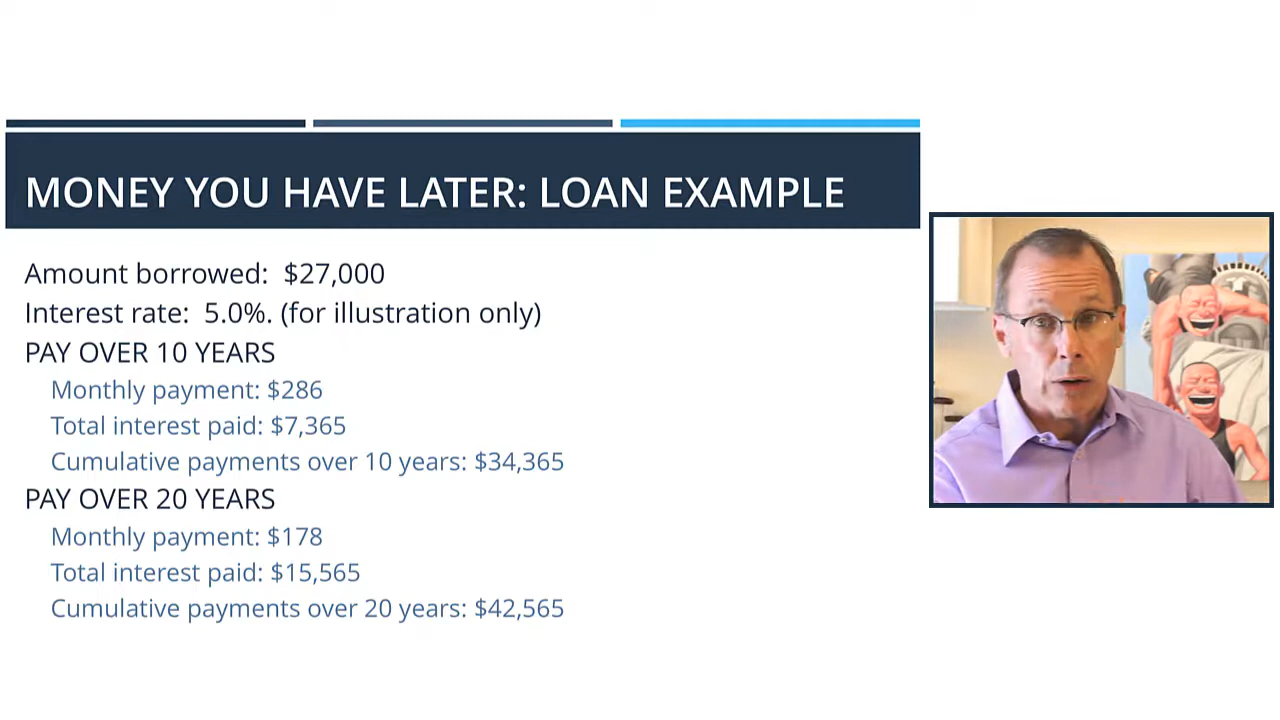 MONEY YOU HAVE LATER: LOAN EXAMPLE
Amount borrowed: $27,000
Interest rate: 5.0%. (for illustration only)
PAY OVER 10 YEARS
Monthly payment: $286
Total interest paid: $7,365
Cumulative payments over 10 years: $34,365
PAY OVER 20 YEARS
Monthly payment: $178
Total interest paid: $15,565
Cumulative payments over 20 years: $42,565